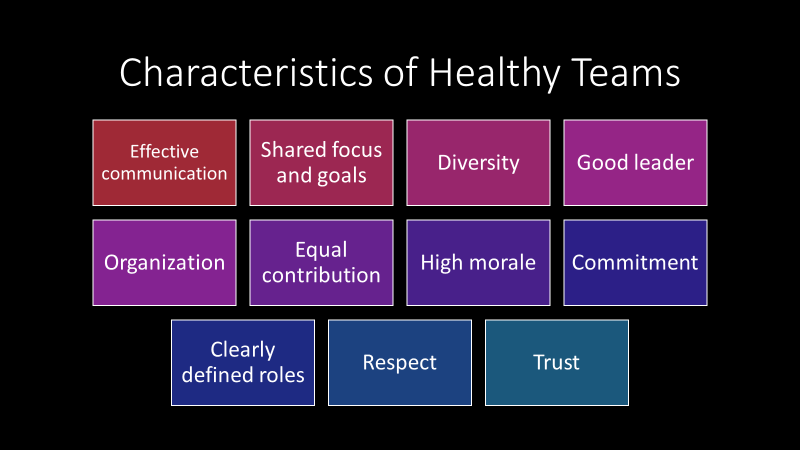 Characteristics of Healthy Teams
Effective
communication
Shared focus
and goals
Diversity
Good leader
Organization
Equal
contribution
High morale
Commitment
Clearly
defined roles
Respect
Trust